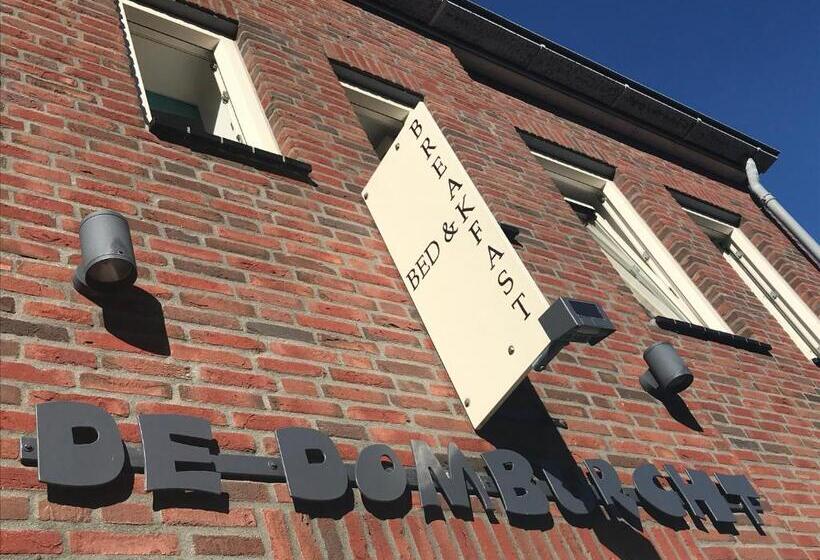 BREAKFAST
BED &
DE DOMBURCHT